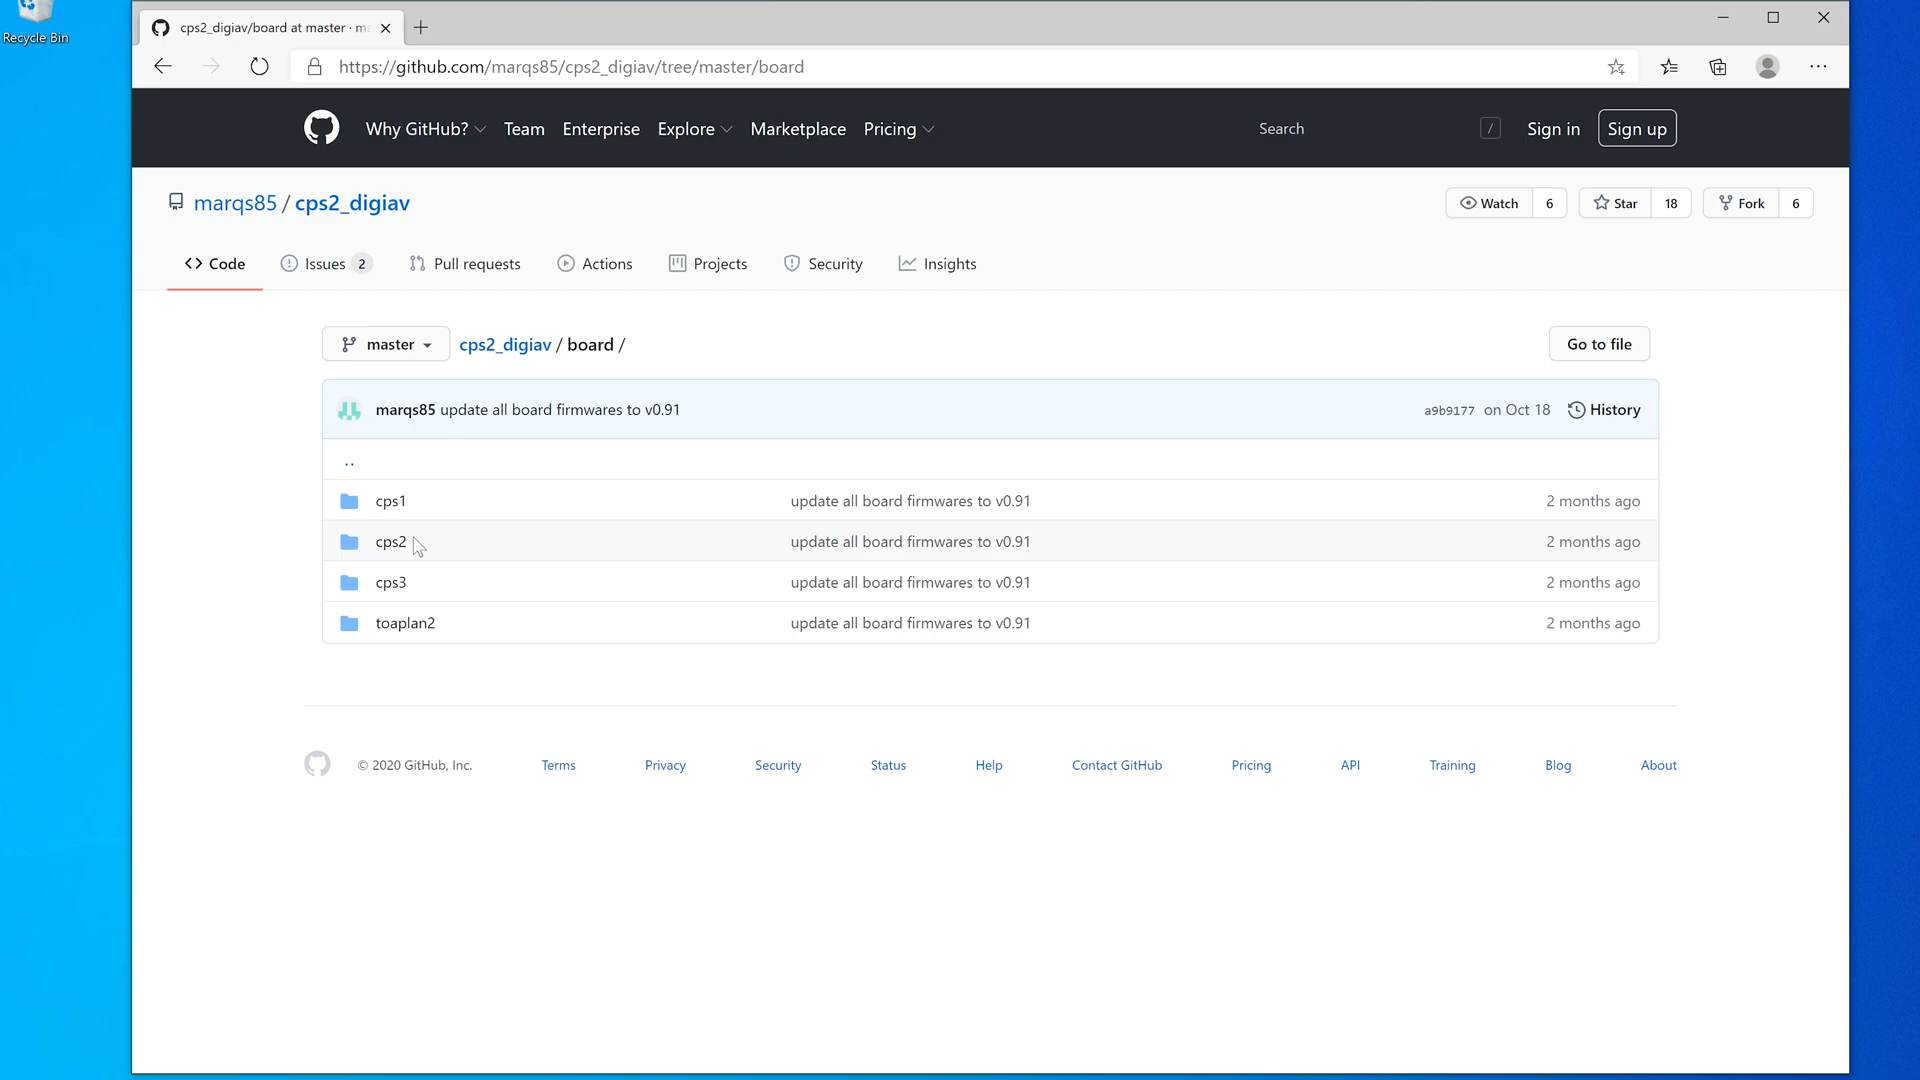 Recycle Bin
cps2_digiav/board at master · ma
https://github.com/marqs85/cps2_digiav/tree/master/board
Why GitHub? Team Enterprise Explore Marketplace Pricing Search / Sign in Sign up
marqs85 / cps2_digiav Watch 6 Star 18 Fork 6
Code Issues 2 Pull requests Actions Projects Security Insights
master cps2_digiav / board / Go to file
marqs85 update all board firmwares to v0.91 a9b9177 on Oct 18 History
..
cps1 update all board firmwares to v0.91 2 months ago
cps2 update all board firmwares to v0.91 2 months ago
cps3 update all board firmwares to v0.91 2 months ago
toaplan2 update all board firmwares to v0.91 2 months ago
© 2020 GitHub, Inc. Terms Privacy Security Status Help Contact GitHub Pricing API Training Blog About